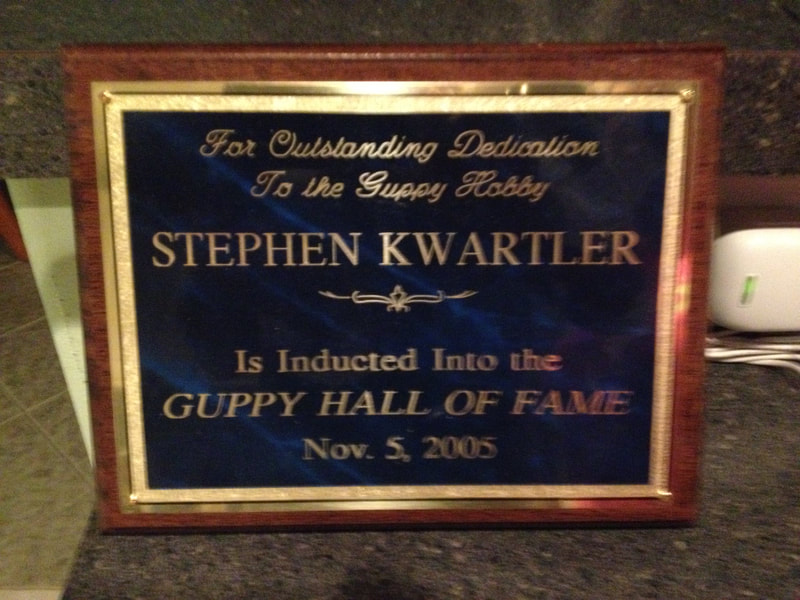 For Outstanding Dedication
To the Guppy Hobby
STEPHEN KWARTLER
Is Inducted Into the
GUPPY HALL OF FAME
Nov. 5, 2005